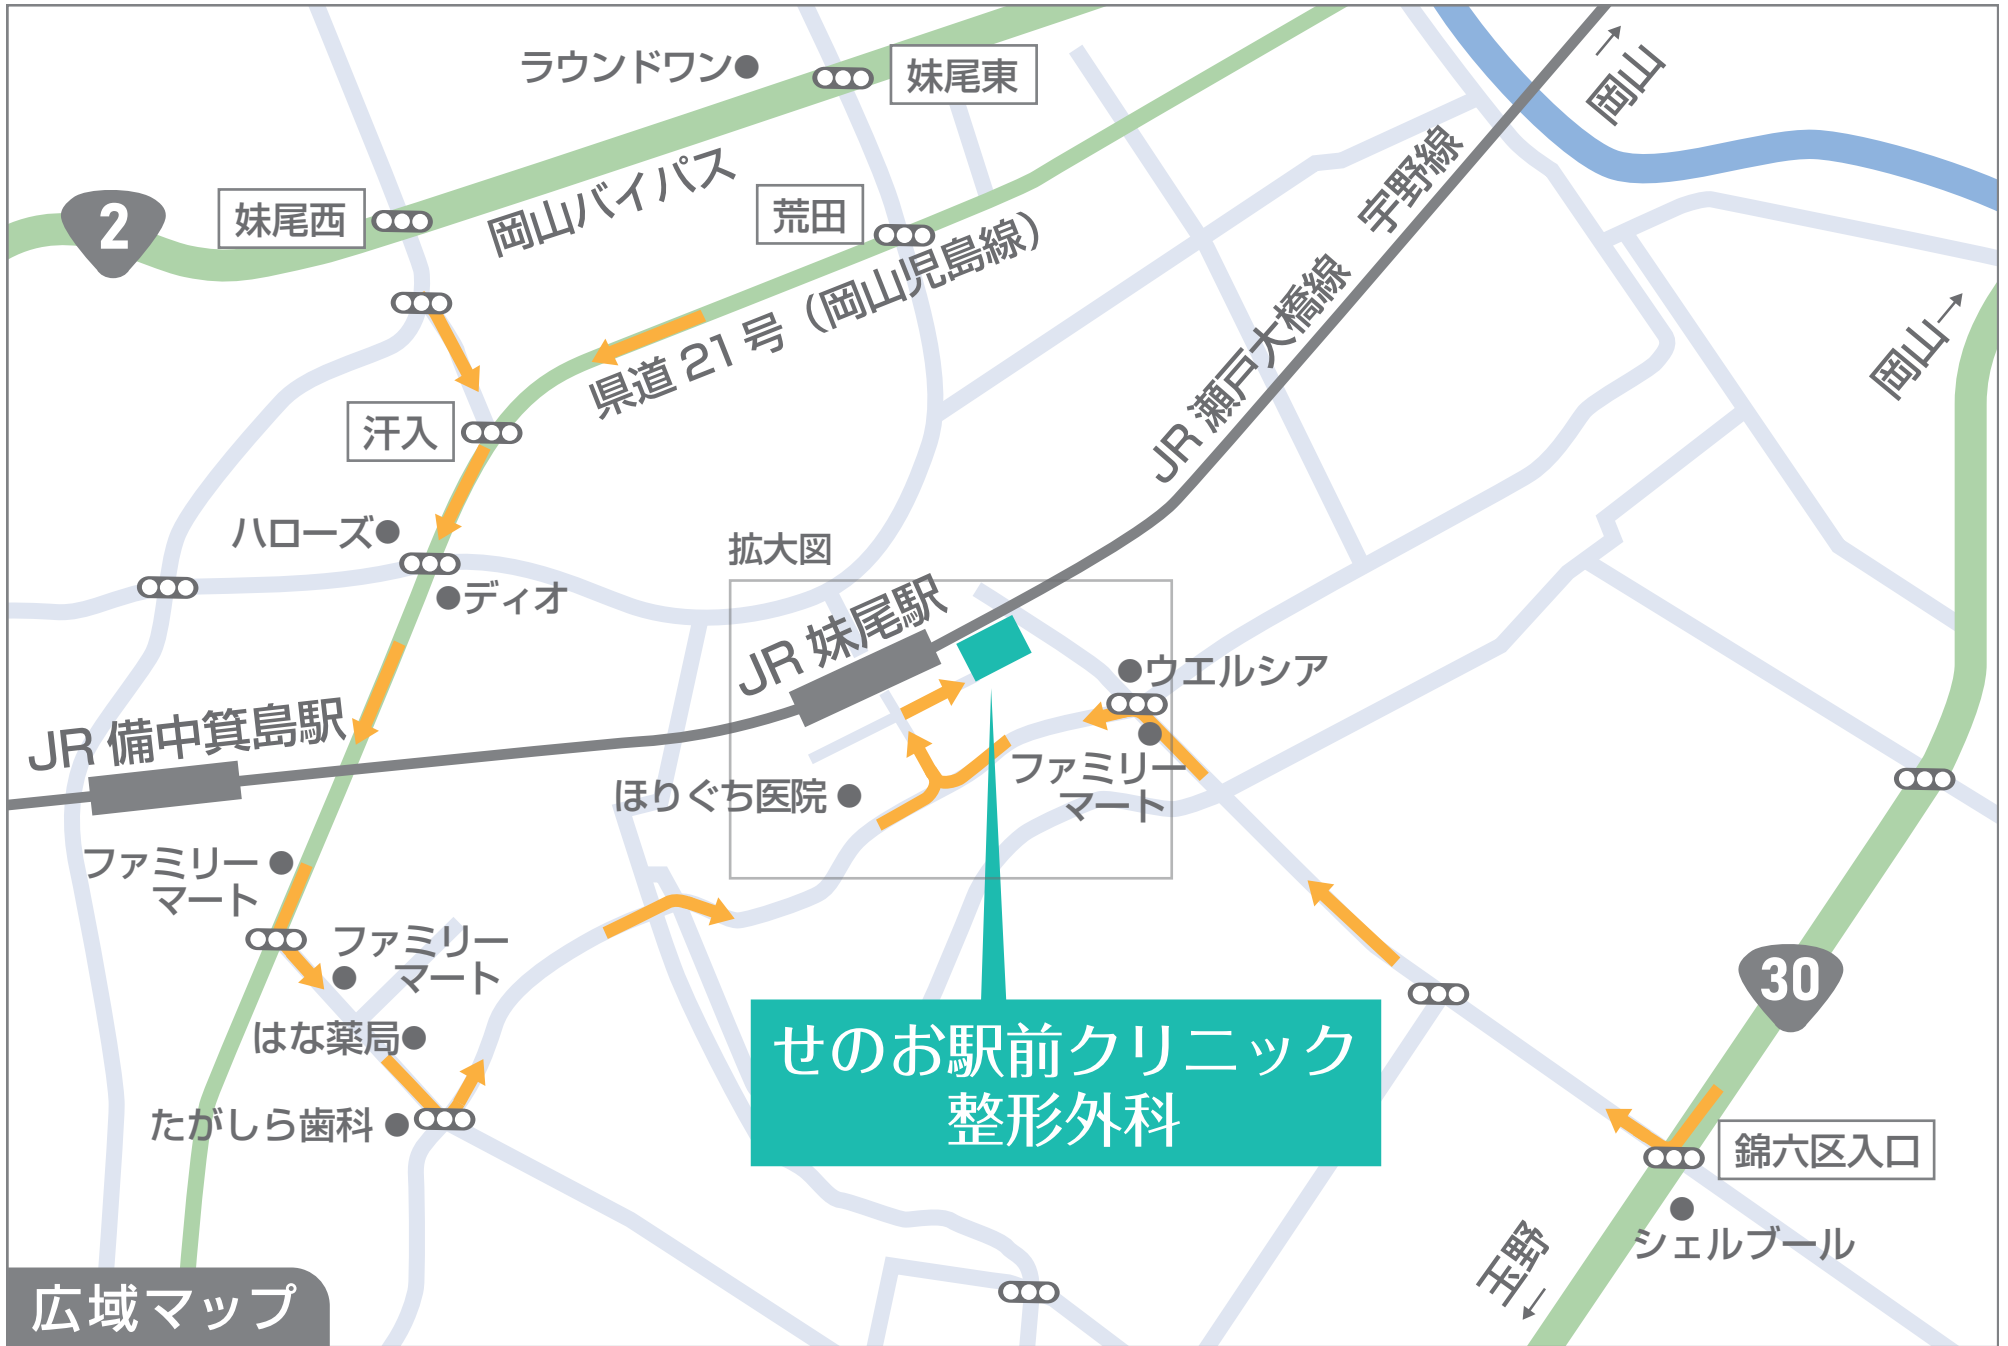 ラウンドワン
妹尾東
岡山
2
妹尾西
岡山バイパス
荒田
県道21号（岡山児島線）
JR 瀬戸大橋線　宇野線
岡山
汗入
ハローズ
ディオ
拡大図
JR 妹尾駅
ウエルシア
JR 備中箕島駅
ほりぐち医院
ファミリー
マート
ファミリー
マート
ファミリー
マート
はな薬局
たがしら歯科
せのお駅前クリニック
整形外科
30
錦六区入口
シェルブール
玉野
広域マップ